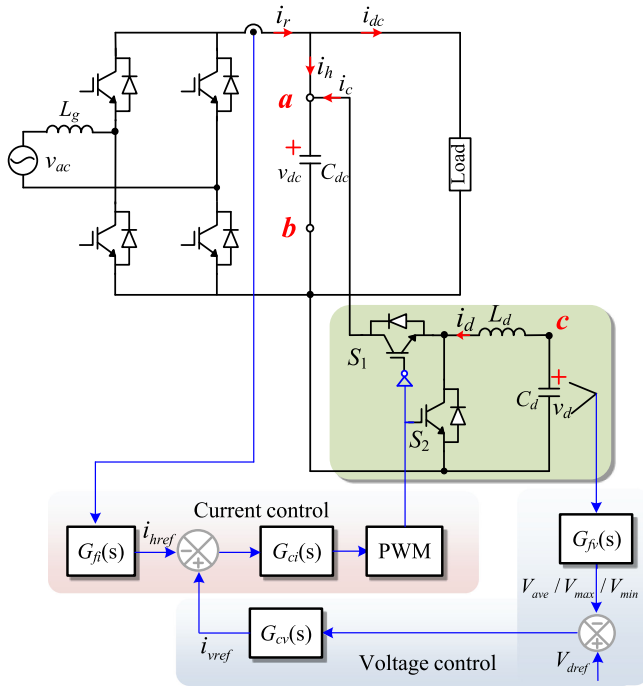 i_r
i_dc
i_h
a
i_c
L_g
+
v_ac
v_dc
C_dc
Load
b
i_d
L_d
c
S_1
+
C_d
v_d
S_2
Current control
G_fi(s)
i_href
−
+
G_ci(s)
PWM
G_fv(s)
V_ave / V_max / V_min
G_cv(s)
−
+
i_vref
Voltage control
V_dref